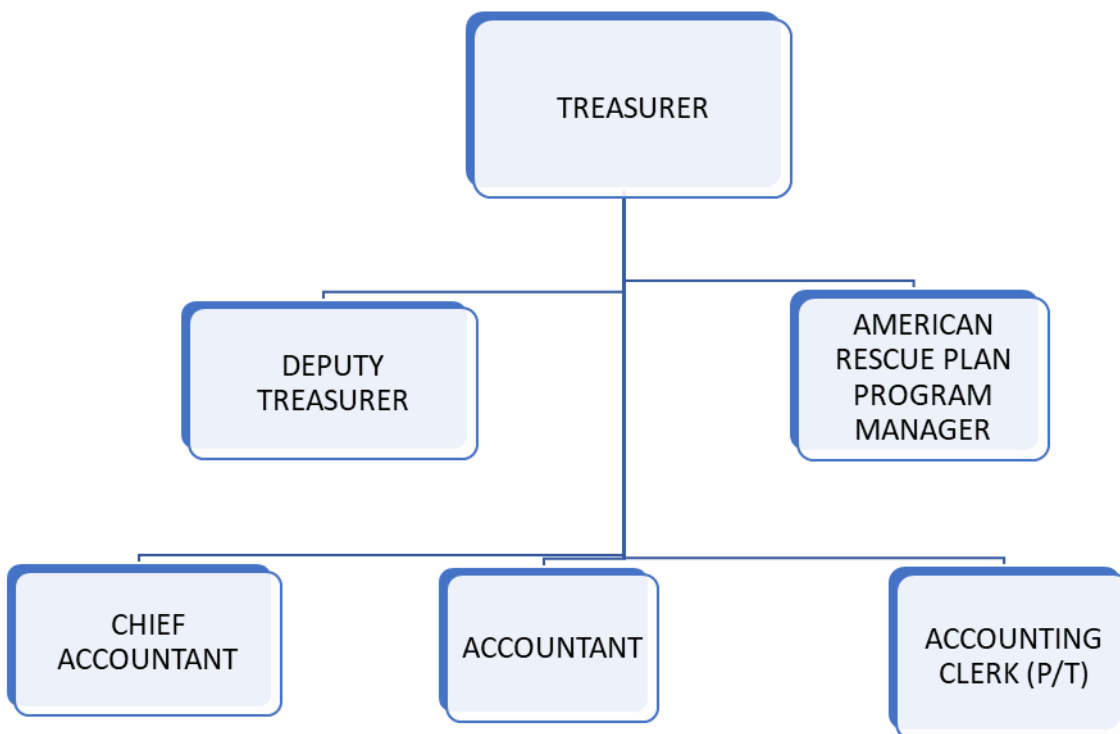 TREASURER
DEPUTY
TREASURER
AMERICAN
RESCUE PLAN
PROGRAM
MANAGER
CHIEF
ACCOUNTANT
ACCOUNTANT
ACCOUNTING
CLERK (P/T)